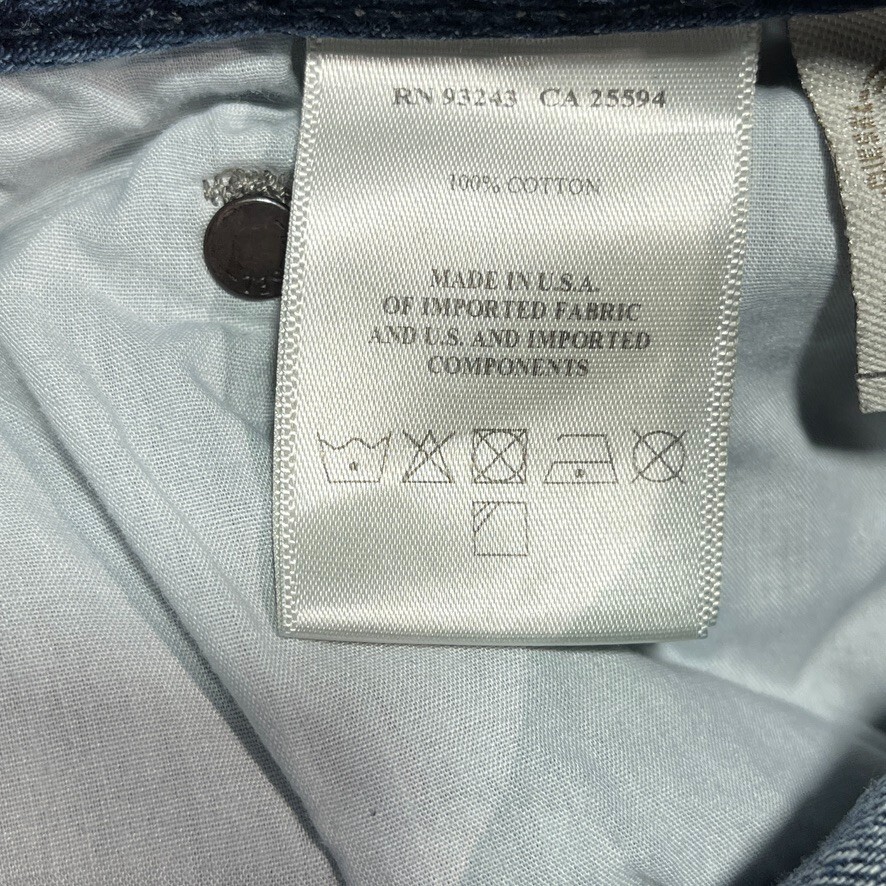 RN 93243 CA 25594
100% COTTON
MADE IN U.S.A.
OF IMPORTED FABRIC
AND U.S. AND IMPORTED
COMPONENTS